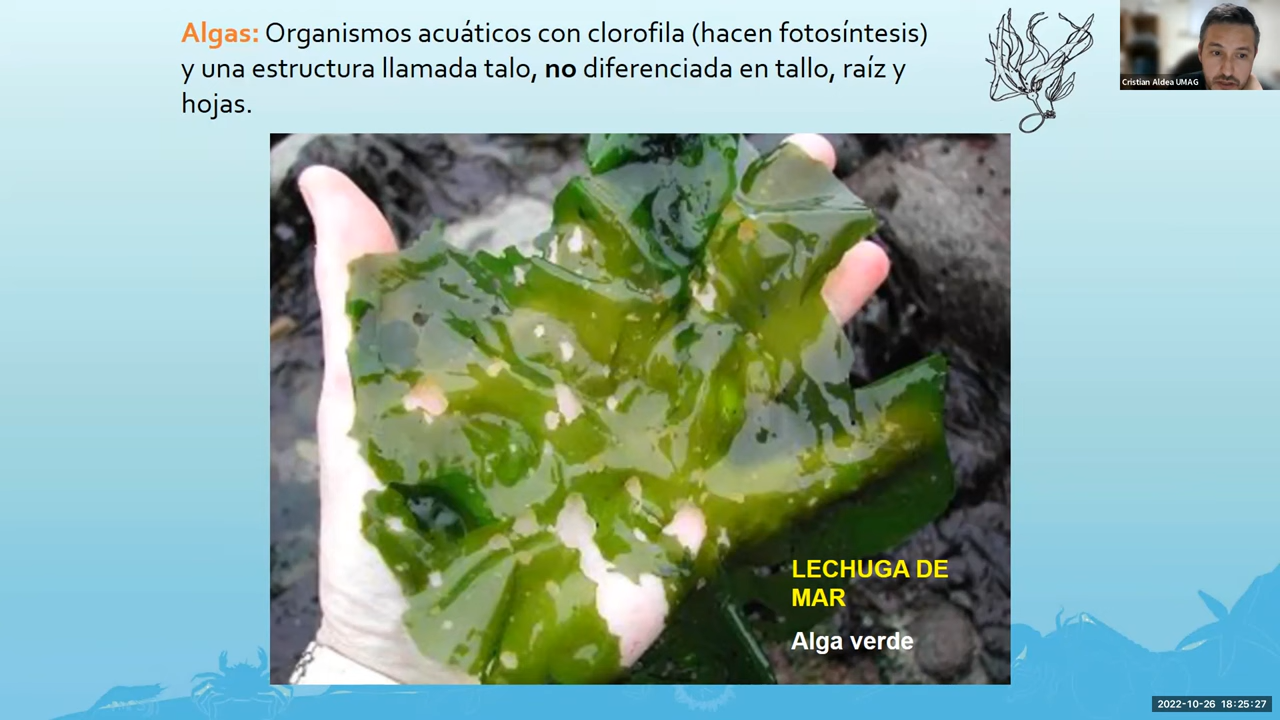 Algas: Organismos acuáticos con clorofila (hacen fotosíntesis)
y una estructura llamada talo, no diferenciada en tallo, raíz y
hojas.
Cristian Aldea UMAG
LECHUGA DE
MAR
Alga verde
2022-10-26 18:25:27